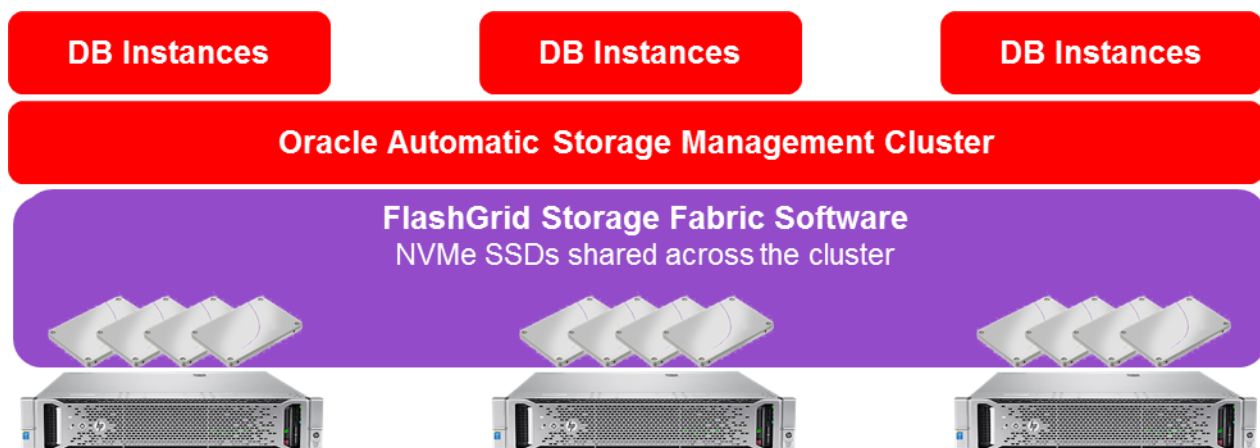 DB Instances
DB Instances
DB Instances
Oracle Automatic Storage Management Cluster
FlashGrid Storage Fabric Software
NVMe SSDs shared across the cluster